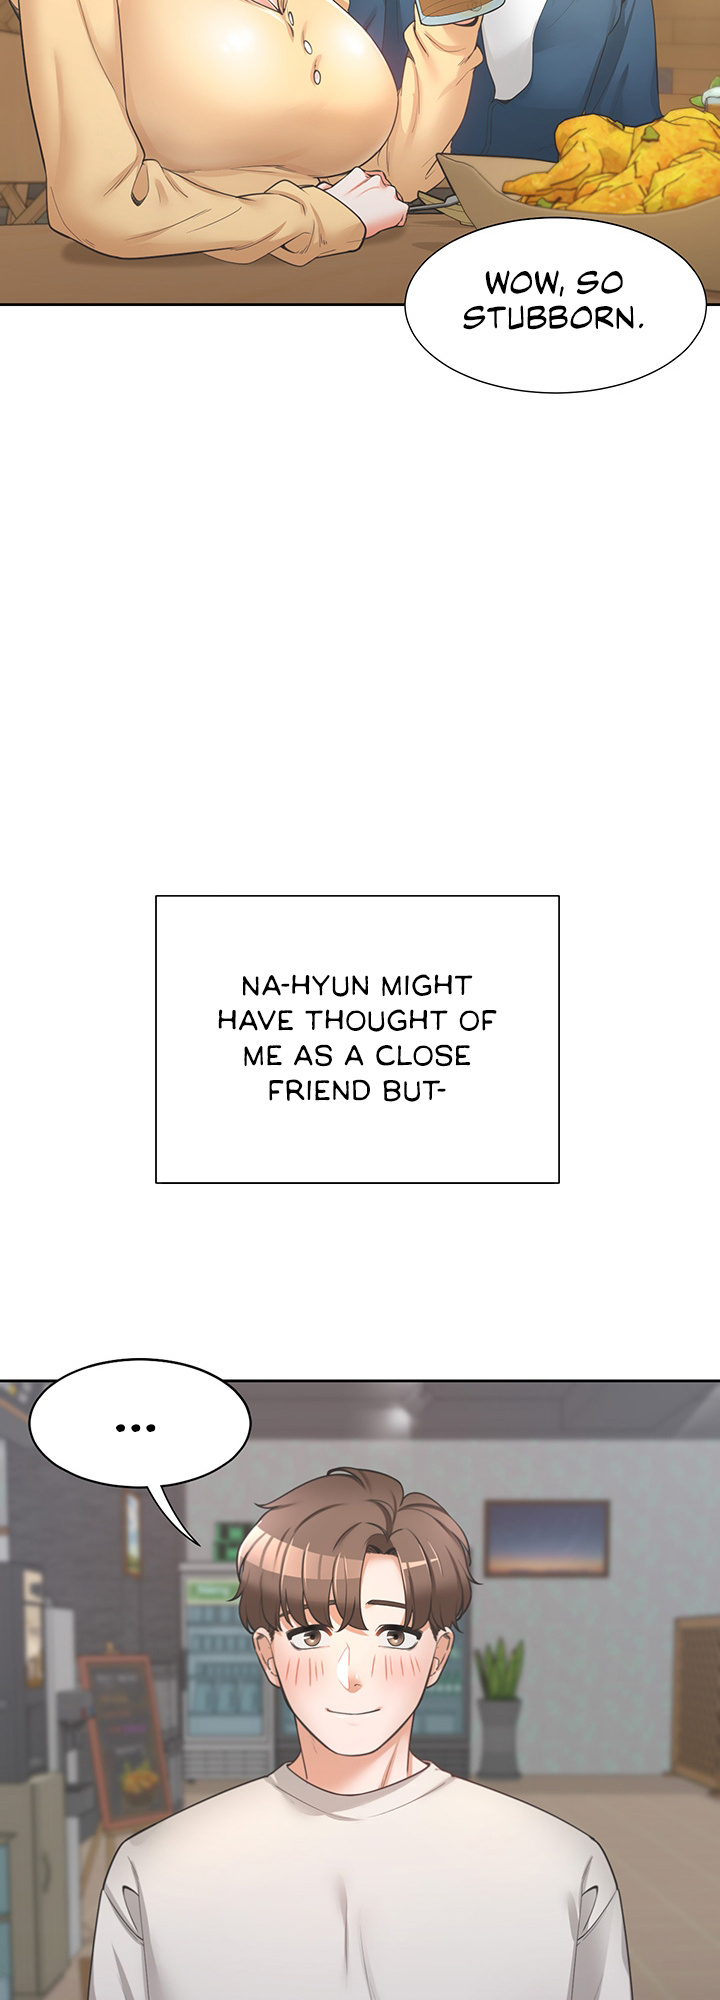 WOW, SO
STUBBORN.
NA-HYUN MIGHT
HAVE THOUGHT OF
ME AS A CLOSE
FRIEND BUT-
...